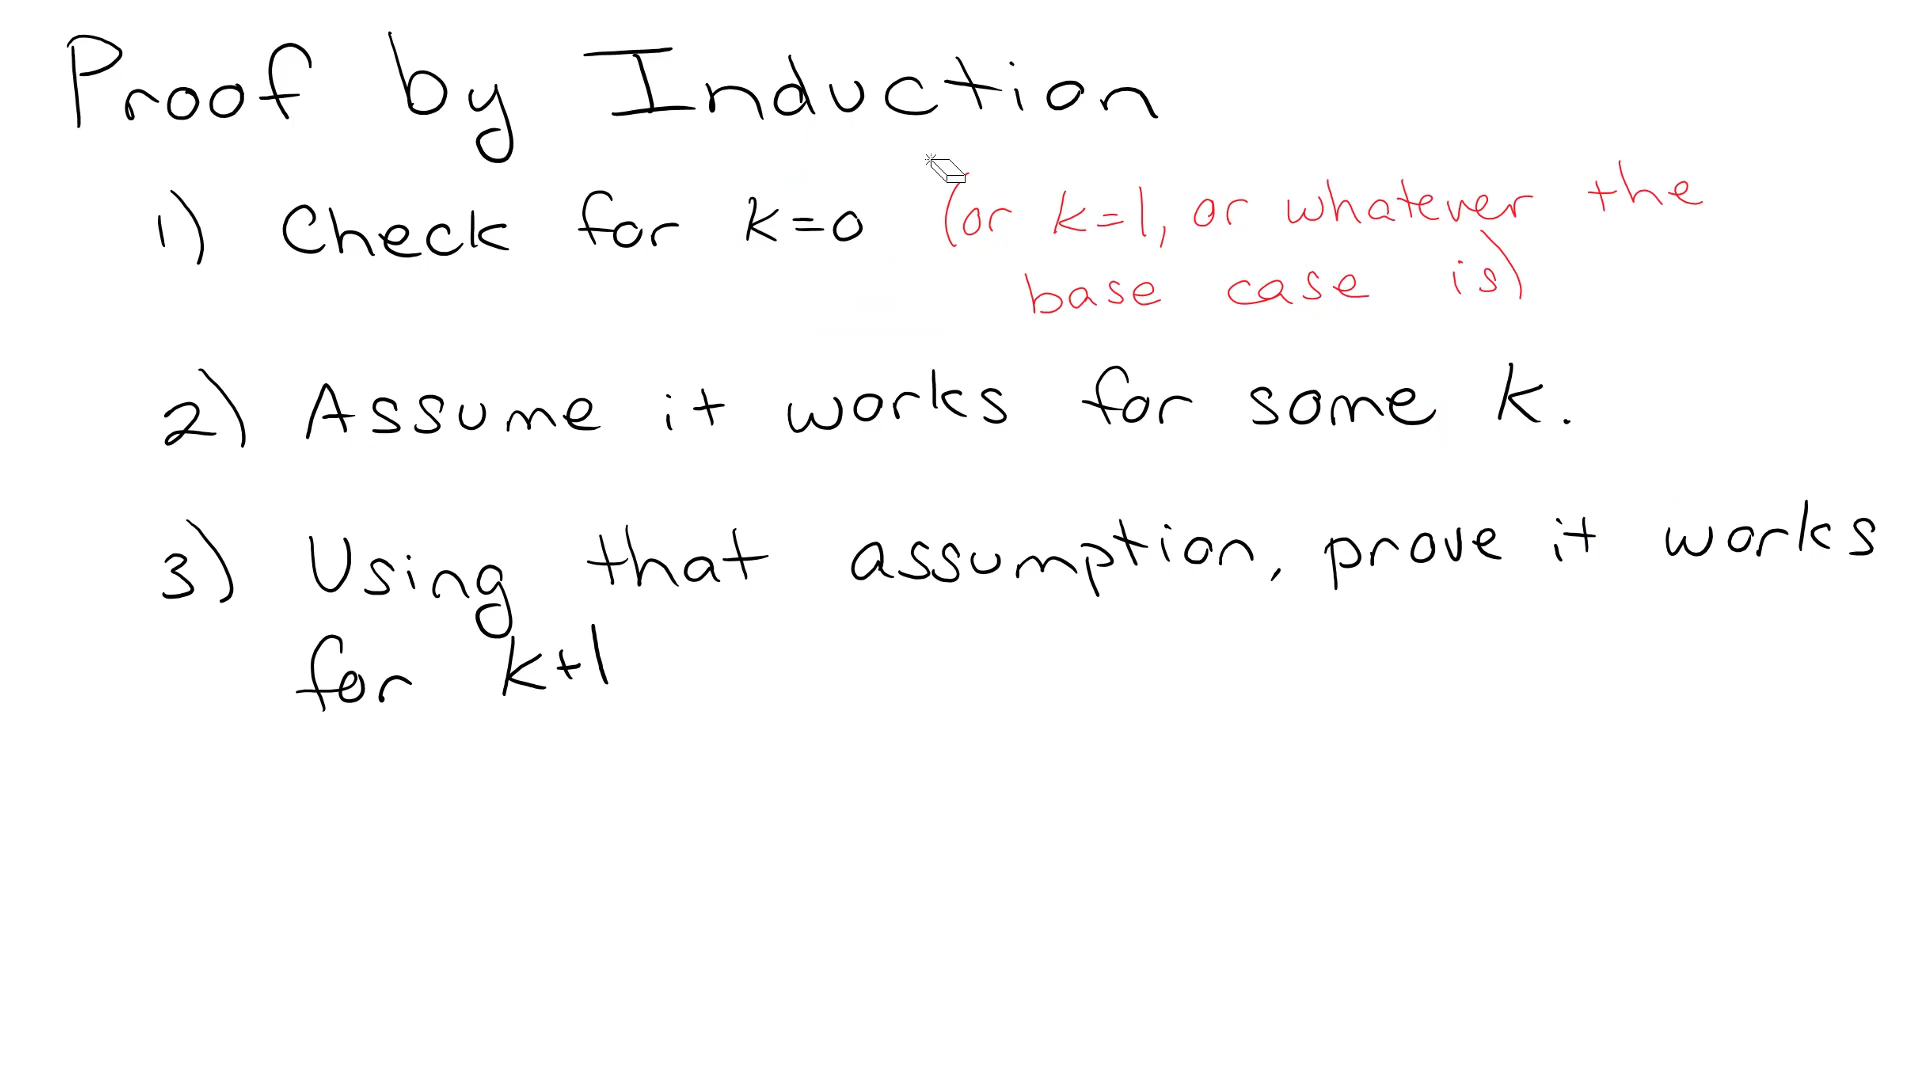 Proof by Induction
1) Check for k=0 (or k=1, or whatever the
base case is)
2) Assume it works for some k.
3) Using that assumption, prove it works
for k+1